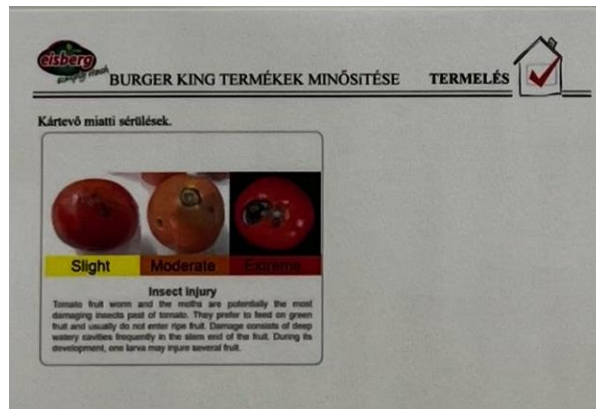 eisberg
simply fresh
BURGER KING TERMÉKEK MINŐSíTÉSE TERMELÉS
Kártevő miatti sérülések.
Slight Moderate Extreme
Insect injury
Tomato fruit worm and the moths are potentially the most
damaging insects pest of tomato. They prefer to feed on green
fruit and usually do not enter ripe fruit. Damage consists of deep
watery cavities frequently in the stem end of the fruit. During its
development, one larva may injure several fruit.